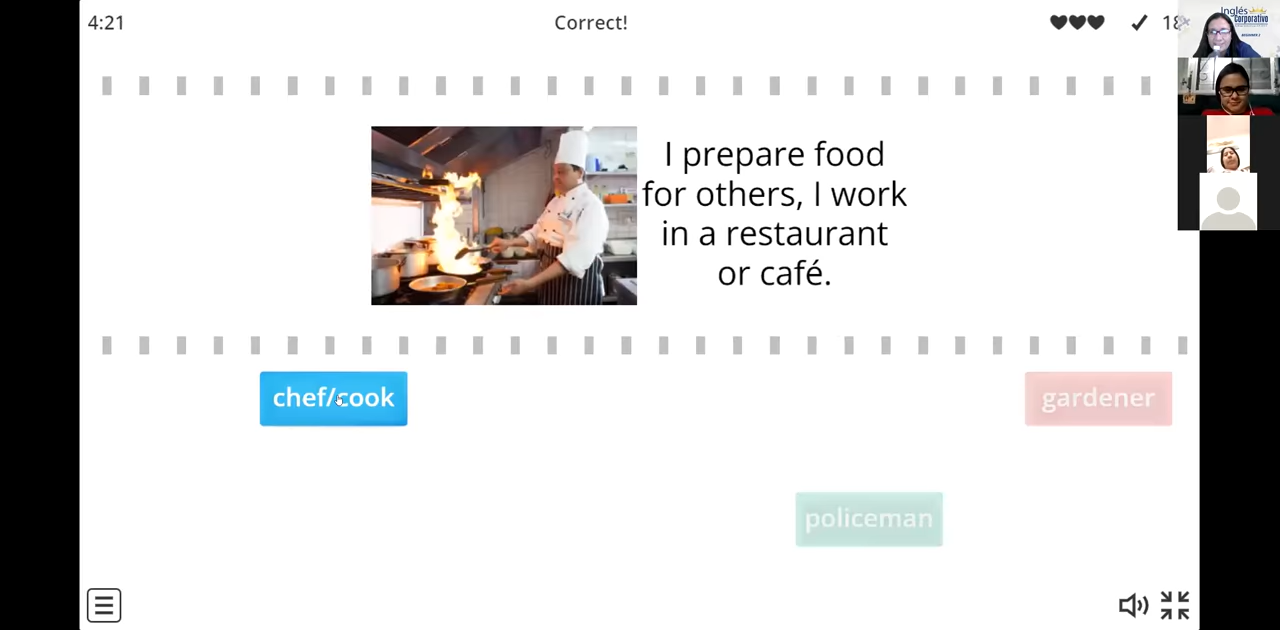 4:21
Correct!
18
Inglés
Corporativo
I prepare food
for others, I work
in a restaurant
or café.
chef/cook
gardener
policeman